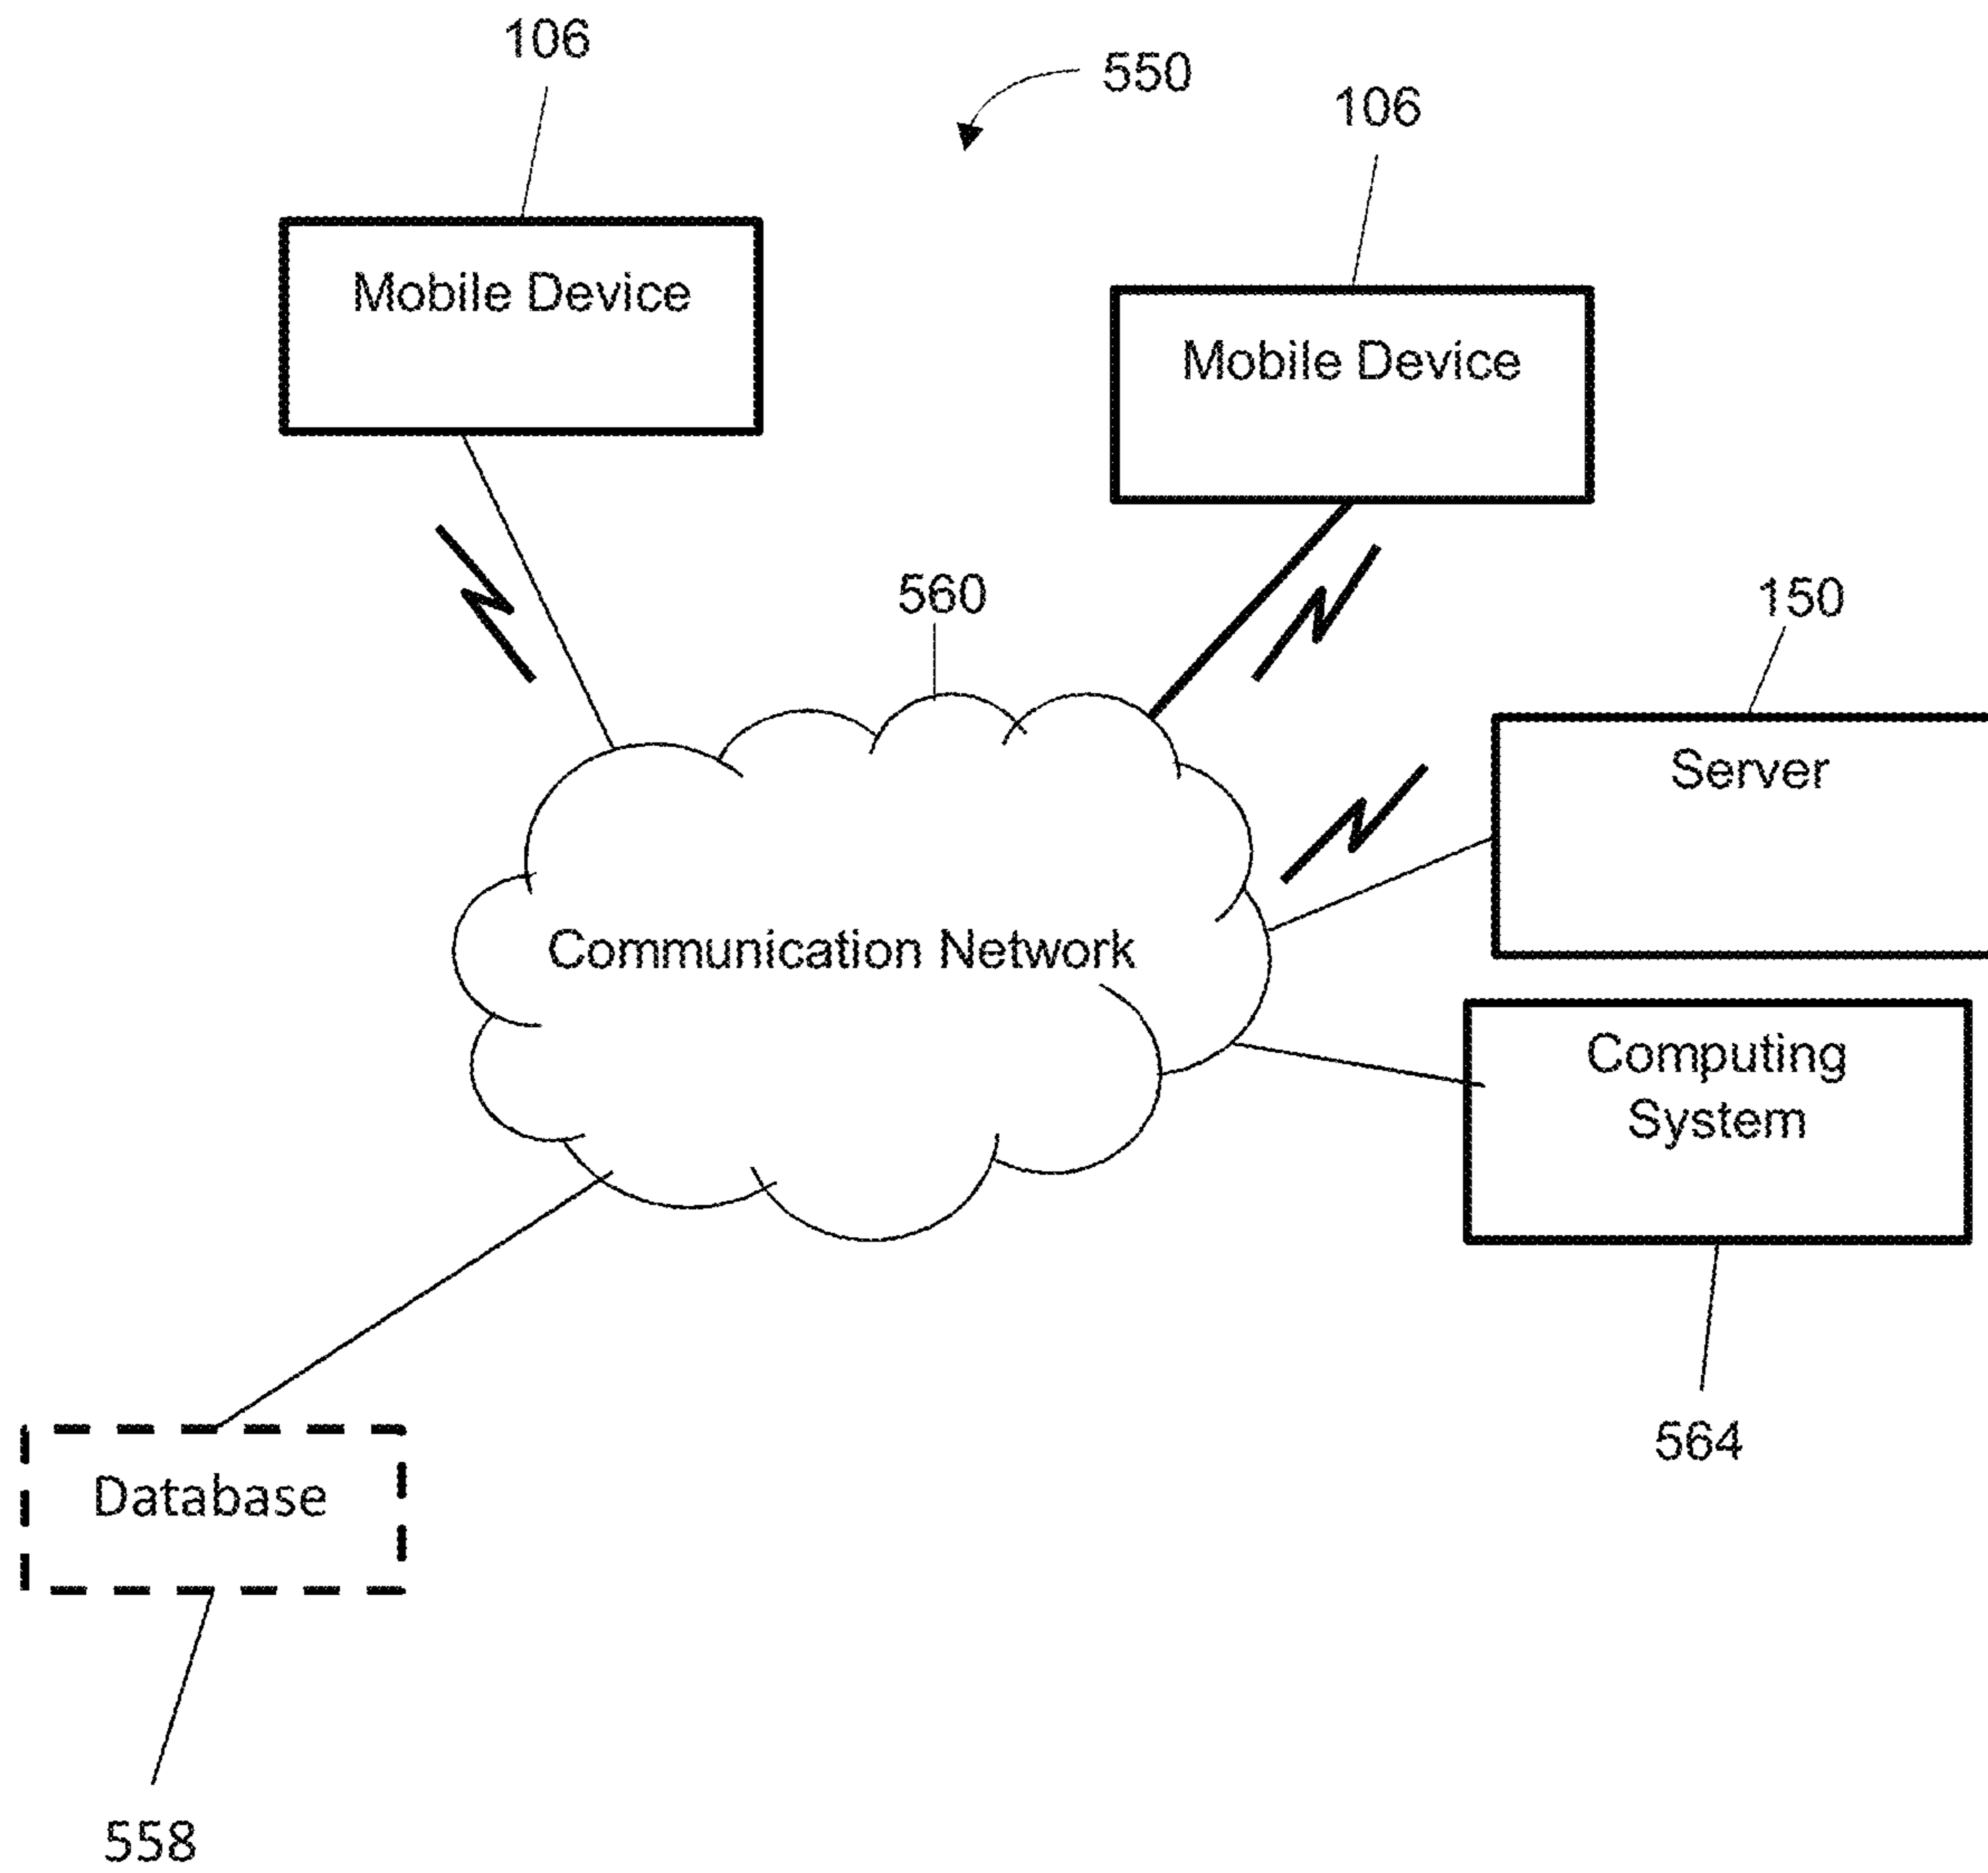 106
550
106
Mobile Device
Mobile Device
560
150
Server
Communication Network
Computing
System
564
Database
558